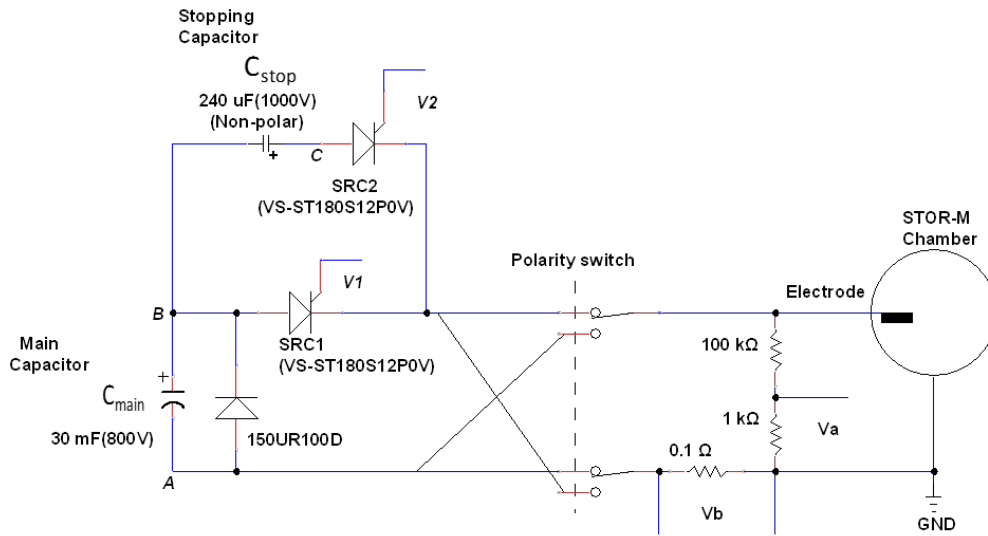 Stopping
Capacitor
Cstop
240 uF(1000V)
(Non-polar)
+
C
V2
SRC2
(VS-ST180S12P0V)
STOR-M
Chamber
Polarity switch
V1
Electrode
B
SRC1
(VS-ST180S12P0V)
Main
Capacitor
+
Cmain
30 mF(800V)
150UR100D
100 kΩ
1 kΩ
Va
0.1 Ω
A
Vb
GND